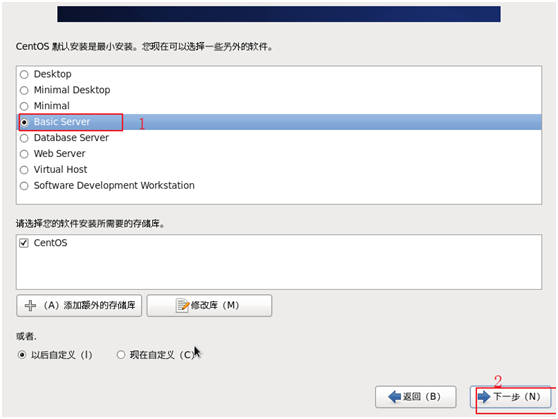 CentOS 默认安装是最小安装。您现在可以选择一些另外的软件。
Desktop
Minimal Desktop
Minimal
Basic Server 1
Database Server
Web Server
Virtual Host
Software Development Workstation
请选择您的软件安装所需要的存储库。
CentOS
（A）添加额外的存储库 修改库（M）
或者.
以后自定义（I） 现在自定义（C）
2
返回（B） 下一步（N）